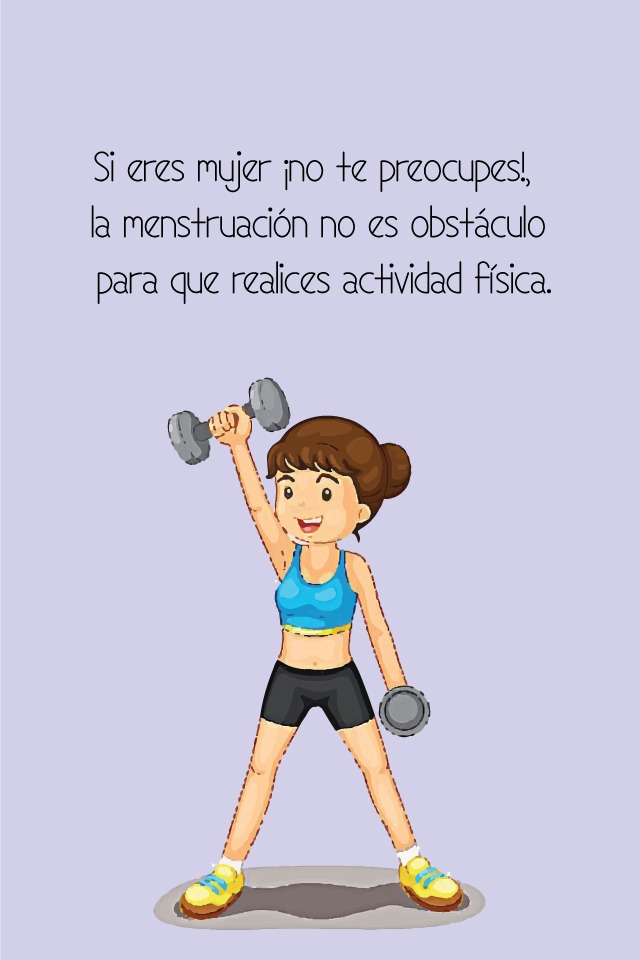 Si eres mujer ¡no te preocupes!,
la menstruación no es obstáculo
para que realices actividad física.